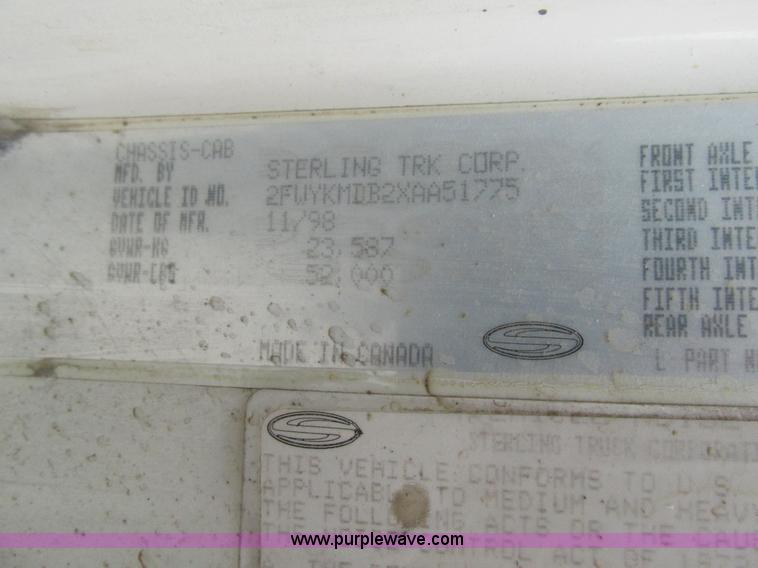 CHASSIS-CAB
MFD. BY STERLING TRK CORP.
VEHICLE ID NO. 2FWYKMDB2XAA51775
DATE OF MFR. 11/98
GVWR-KG 23,587
GVWR-LBS 52,000
MADE IN CANADA
FRONT AXLE
FIRST INTE
SECOND INT
THIRD INTE
FOURTH INT
FIFTH INTE
REAR AXLE
L PART N
STERLING TRUCK CORPORATI
THIS VEHICLE CONFORMS TO U.S.
APPLICABLE TO MEDIUM AND HEAVY
THE FOLLOWING ACTS OR THE
CONTROL ACT OF
www.purplewave.com